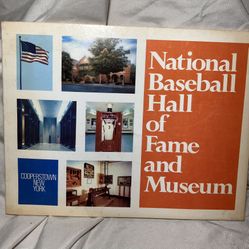 National
Baseball
Hall
of
Fame
and
Museum
COOPERSTOWN
NEW
YORK